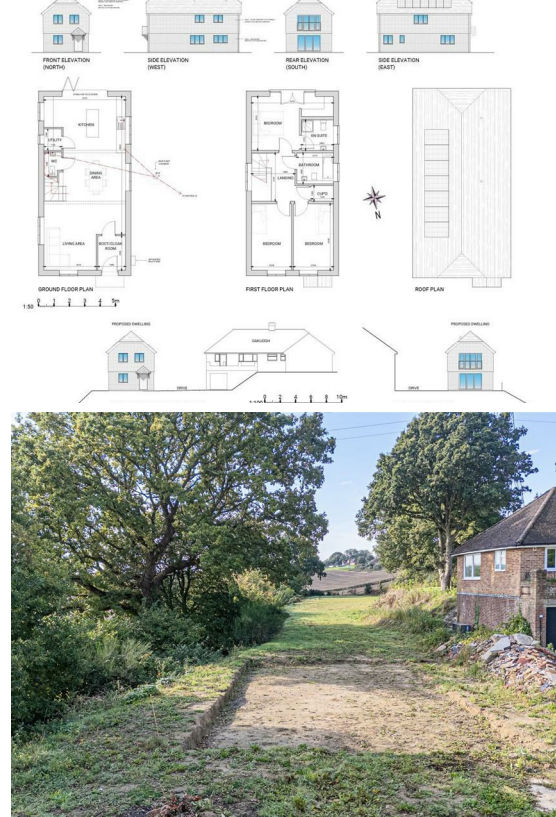 FRONT ELEVATION
(NORTH)
SIDE ELEVATION
(WEST)
REAR ELEVATION
(SOUTH)
SIDE ELEVATION
(EAST)
KITCHEN
UTILITY
WC
DINING
AREA
LIVING AREA
BOOT/CLOAK
ROOM
GROUND FLOOR PLAN
BEDROOM
EN-SUITE
BATHROOM
LANDING
CUPD
BEDROOM
BEDROOM
FIRST FLOOR PLAN
N
ROOF PLAN
1:50
0 1 2 3 4 5m
PROPOSED DWELLING
DRIVE
OAKLEIGH
PROPOSED DWELLING
DRIVE
0 2 4 6 8 10m